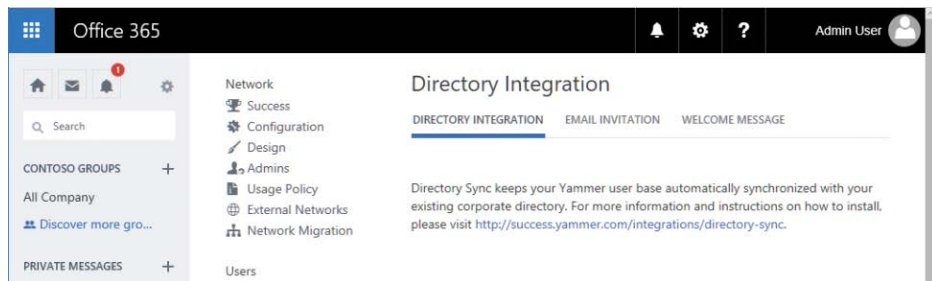 Office 365
?
Admin User
1
Search
CONTOSO GROUPS +
All Company
Discover more gro...
PRIVATE MESSAGES +
Network
Success
Configuration
Design
Admins
Usage Policy
External Networks
Network Migration
Users
Directory Integration
DIRECTORY INTEGRATION EMAIL INVITATION WELCOME MESSAGE
Directory Sync keeps your Yammer user base automatically synchronized with your
existing corporate directory. For more information and instructions on how to install,
please visit http://success.yammer.com/integrations/directory-sync.